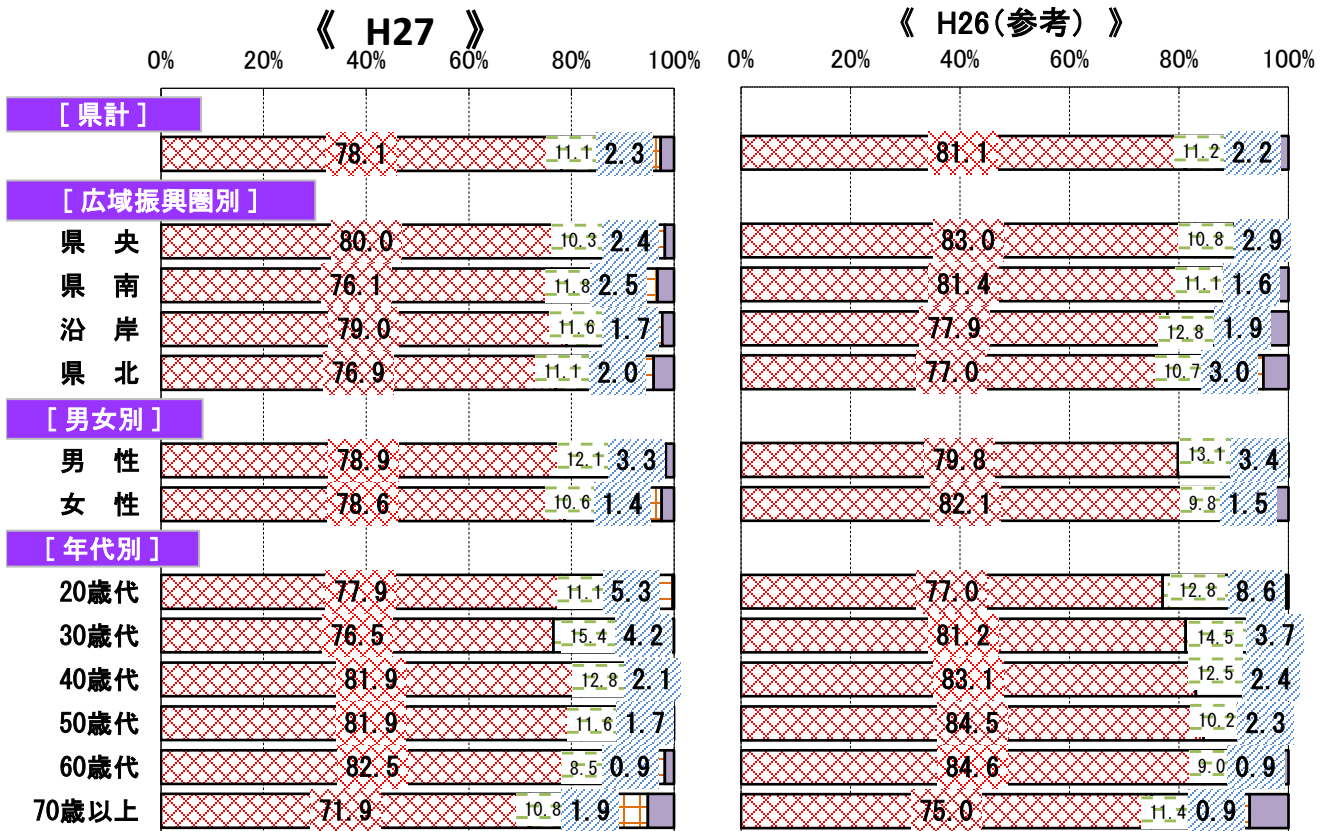 《 H27 》 《 H26(参考) 》
0% 20% 40% 60% 80% 100% 0% 20% 40% 60% 80% 100%
[ 県計 ]
78.1 11.1 2.3 81.1 11.2 2.2
[ 広域振興圏別 ]
県 央 80.0 10.3 2.4 83.0 10.8 2.9
県 南 76.1 11.8 2.5 81.4 11.1 1.6
沿 岸 79.0 11.6 1.7 77.9 12.8 1.9
県 北 76.9 11.1 2.0 77.0 10.7 3.0
[ 男女別 ]
男 性 78.9 12.1 3.3 79.8 13.1 3.4
女 性 78.6 10.6 1.4 82.1 9.8 1.5
[ 年代別 ]
20歳代 77.9 11.1 5.3 77.0 12.8 8.6
30歳代 76.5 15.4 4.2 81.2 14.5 3.7
40歳代 81.9 12.8 2.1 83.1 12.5 2.4
50歳代 81.9 11.6 1.7 84.5 10.2 2.3
60歳代 82.5 8.5 0.9 84.6 9.0 0.9
70歳以上 71.9 10.8 1.9 75.0 11.4 0.9